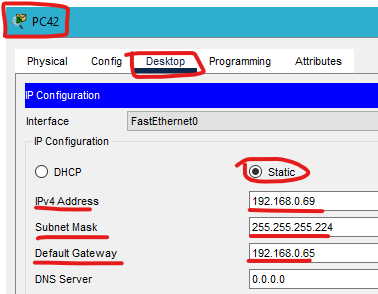 PC42
Physical Config Desktop Programming Attributes
IP Configuration
Interface FastEthernet0
IP Configuration
DHCP Static
IPv4 Address 192.168.0.69
Subnet Mask 255.255.255.224
Default Gateway 192.168.0.65
DNS Server 0.0.0.0